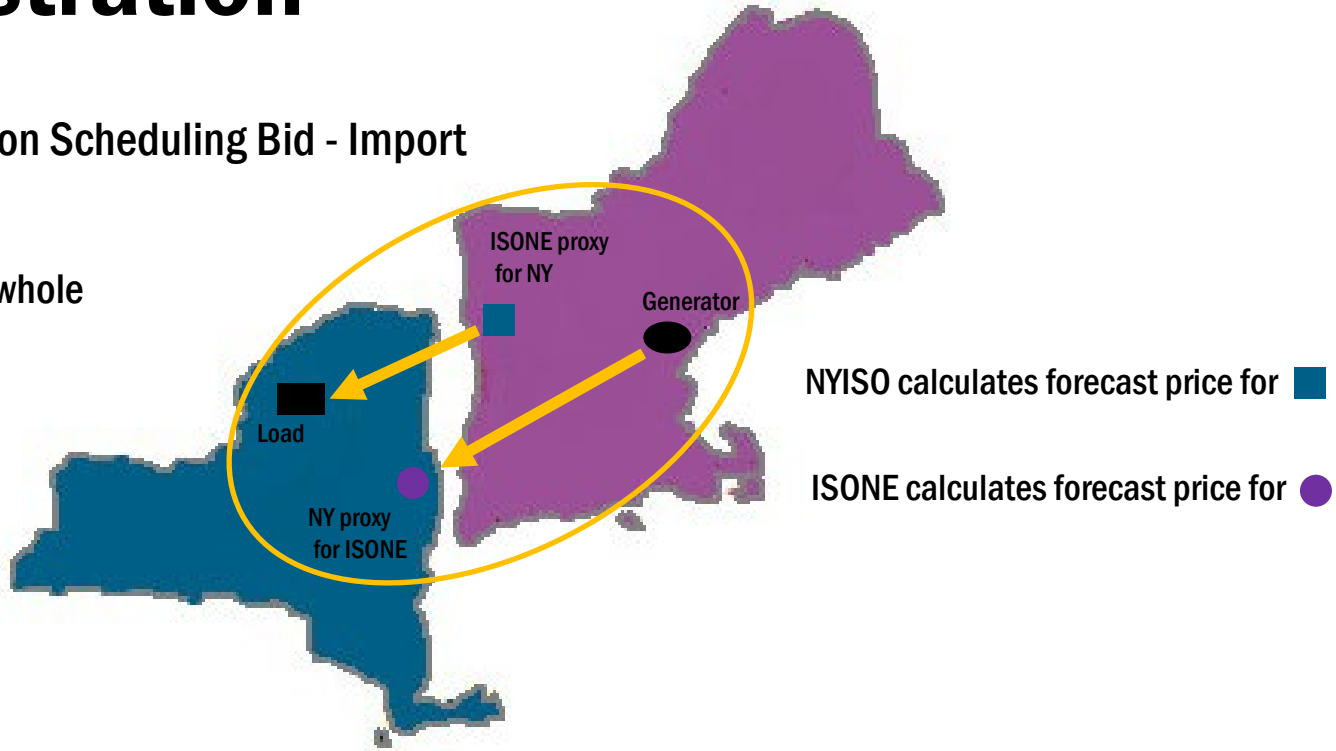 stration
on Scheduling Bid - Import
whole
ISONE proxy
for NY
Generator
NYISO calculates forecast price for
Load
ISONE calculates forecast price for
NY proxy
for ISONE